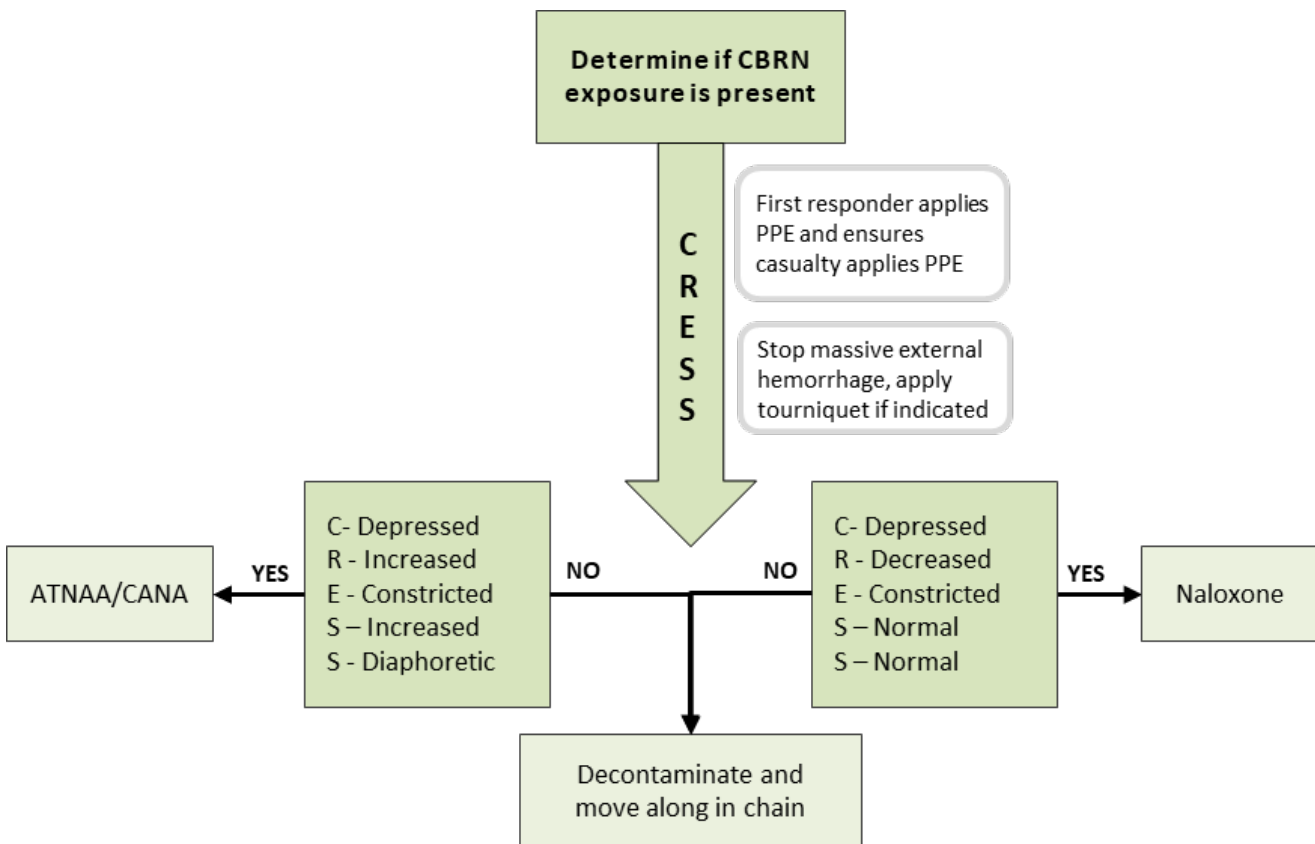 Determine if CBRN
exposure is present
C
R
E
S
S
First responder applies
PPE and ensures
casualty applies PPE
Stop massive external
hemorrhage, apply
tourniquet if indicated
ATNAA/CANA
YES
C- Depressed
R - Increased
E - Constricted
S – Increased
S - Diaphoretic
NO
NO
C- Depressed
R - Decreased
E - Constricted
S – Normal
S – Normal
YES
Naloxone
Decontaminate and
move along in chain